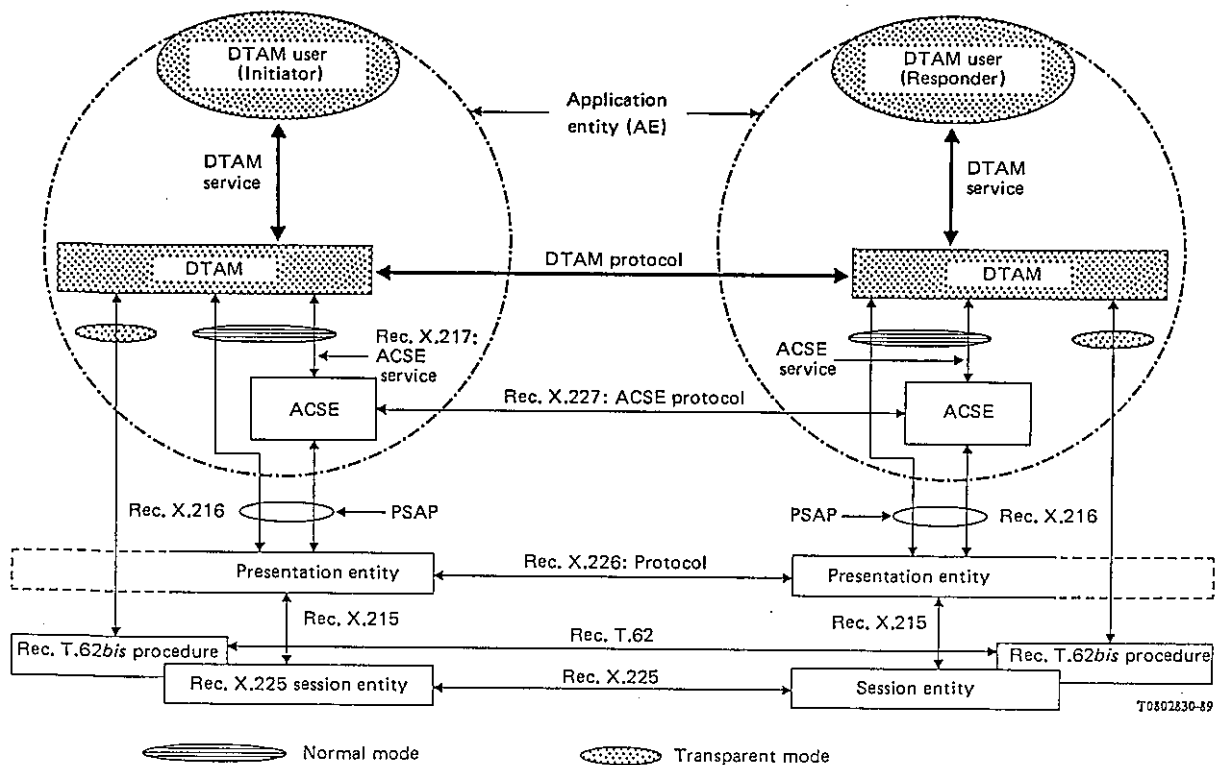 DTAM user
(Initiator)
DTAM user
(Responder)
Application
entity (AE)
DTAM
service
DTAM
service
DTAM
DTAM protocol
DTAM
Rec. X.217:
ACSE
service
ACSE
service
ACSE
Rec. X.227: ACSE protocol
ACSE
Rec. X.216
PSAP
PSAP
Rec. X.216
Presentation entity
Rec. X.226: Protocol
Presentation entity
Rec. X.215
Rec. X.215
Rec. T.62
Rec. T.62bis procedure
Rec. T.62bis procedure
Rec. X.225 session entity
Rec. X.225
Session entity
T0802830-89
Normal mode
Transparent mode